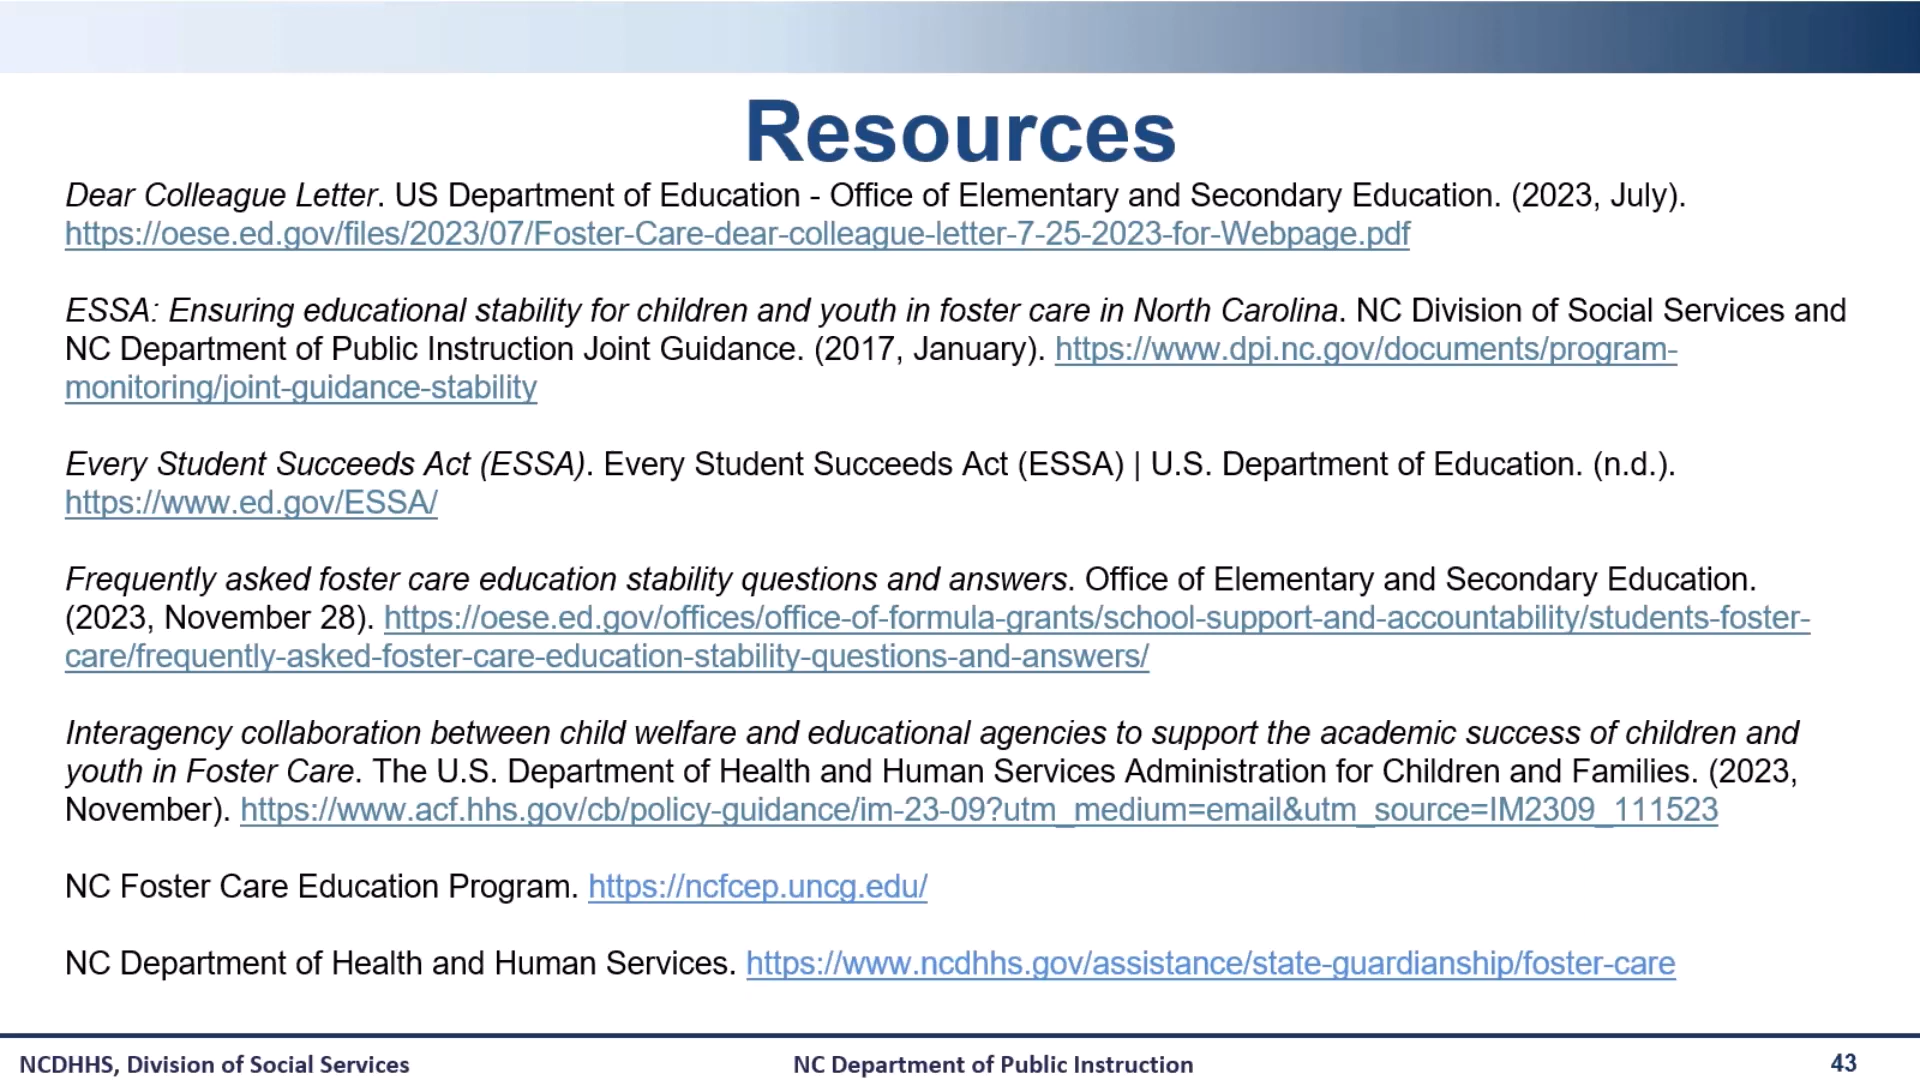 Resources
Dear Colleague Letter. US Department of Education - Office of Elementary and Secondary Education. (2023, July).
https://oese.ed.gov/files/2023/07/Foster-Care-dear-colleague-letter-7-25-2023-for-Webpage.pdf
ESSA: Ensuring educational stability for children and youth in foster care in North Carolina. NC Division of Social Services and
NC Department of Public Instruction Joint Guidance. (2017, January). https://www.dpi.nc.gov/documents/program-
monitoring/joint-guidance-stability
Every Student Succeeds Act (ESSA). Every Student Succeeds Act (ESSA) | U.S. Department of Education. (n.d.).
https://www.ed.gov/ESSA/
Frequently asked foster care education stability questions and answers. Office of Elementary and Secondary Education.
(2023, November 28). https://oese.ed.gov/offices/office-of-formula-grants/school-support-and-accountability/students-foster-
care/frequently-asked-foster-care-education-stability-questions-and-answers/
Interagency collaboration between child welfare and educational agencies to support the academic success of children and
youth in Foster Care. The U.S. Department of Health and Human Services Administration for Children and Families. (2023,
November). https://www.acf.hhs.gov/cb/policy-guidance/im-23-09?utm_medium=email&utm_source=IM2309_111523
NC Foster Care Education Program. https://ncfcep.uncg.edu/
NC Department of Health and Human Services. https://www.ncdhhs.gov/assistance/state-guardianship/foster-care
NCDHHS, Division of Social Services
NC Department of Public Instruction
43